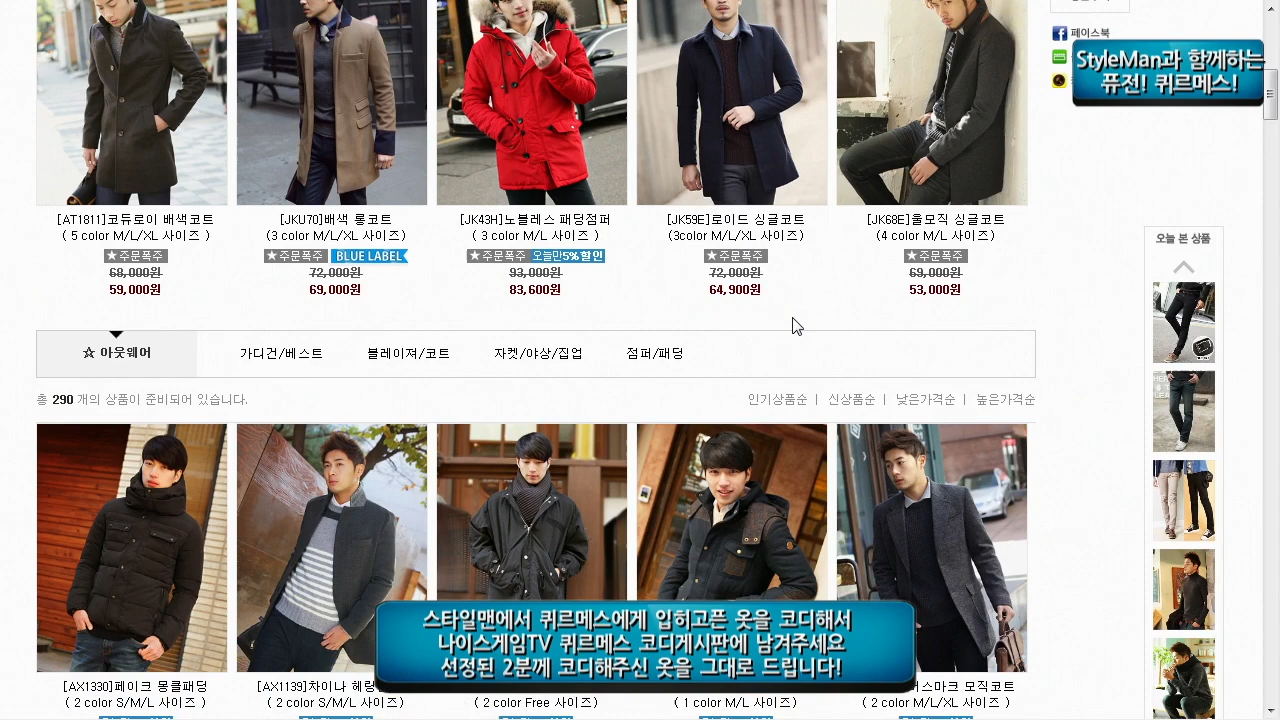 페이스북
StyleMan과 함께하는
퓨전! 퀴르메스!
[AT1811]코듀로이 배색코트
( 5 color M/L/XL 사이즈 )
★주문폭주
68,000원
59,000원
[JKU70]배색 롱코트
(3 color M/L/XL 사이즈)
★주문폭주 BLUE LABEL
72,000원
69,000원
[JK43H]노블레스 패딩점퍼
( 3 color M/L 사이즈 )
★주문폭주 오늘만5%할인
93,000원
83,600원
[JK59E]로이드 싱글코트
(3color M/L/XL 사이즈)
★주문폭주
72,000원
64,900원
[JK68E]울모직 싱글코트
(4 color M/L 사이즈)
★주문폭주
69,000원
53,000원
오늘 본 상품
☆ 아웃웨어 가디건/베스트 블레이져/코트 자켓/야상/집업 점퍼/패딩
총 290 개의 상품이 준비되어 있습니다.
인기상품순 | 신상품순 | 낮은가격순 | 높은가격순
스타일맨에서 퀴르메스에게 입히고픈 옷을 코디해서
나이스게임TV 퀴르메스 코디게시판에 남겨주세요
선정된 2분께 코디해주신 옷을 그대로 드립니다!
[AX1330]페이크 몽클패딩
( 2 color S/M/L 사이즈)
[AX1139]차이나 헤링
( 2 color S/M/L 사이즈)
color Free 사이즈)
( 1 color M/L 사이즈)
버스마크 모직코트
( 2 color M/L/XL 사이즈 )